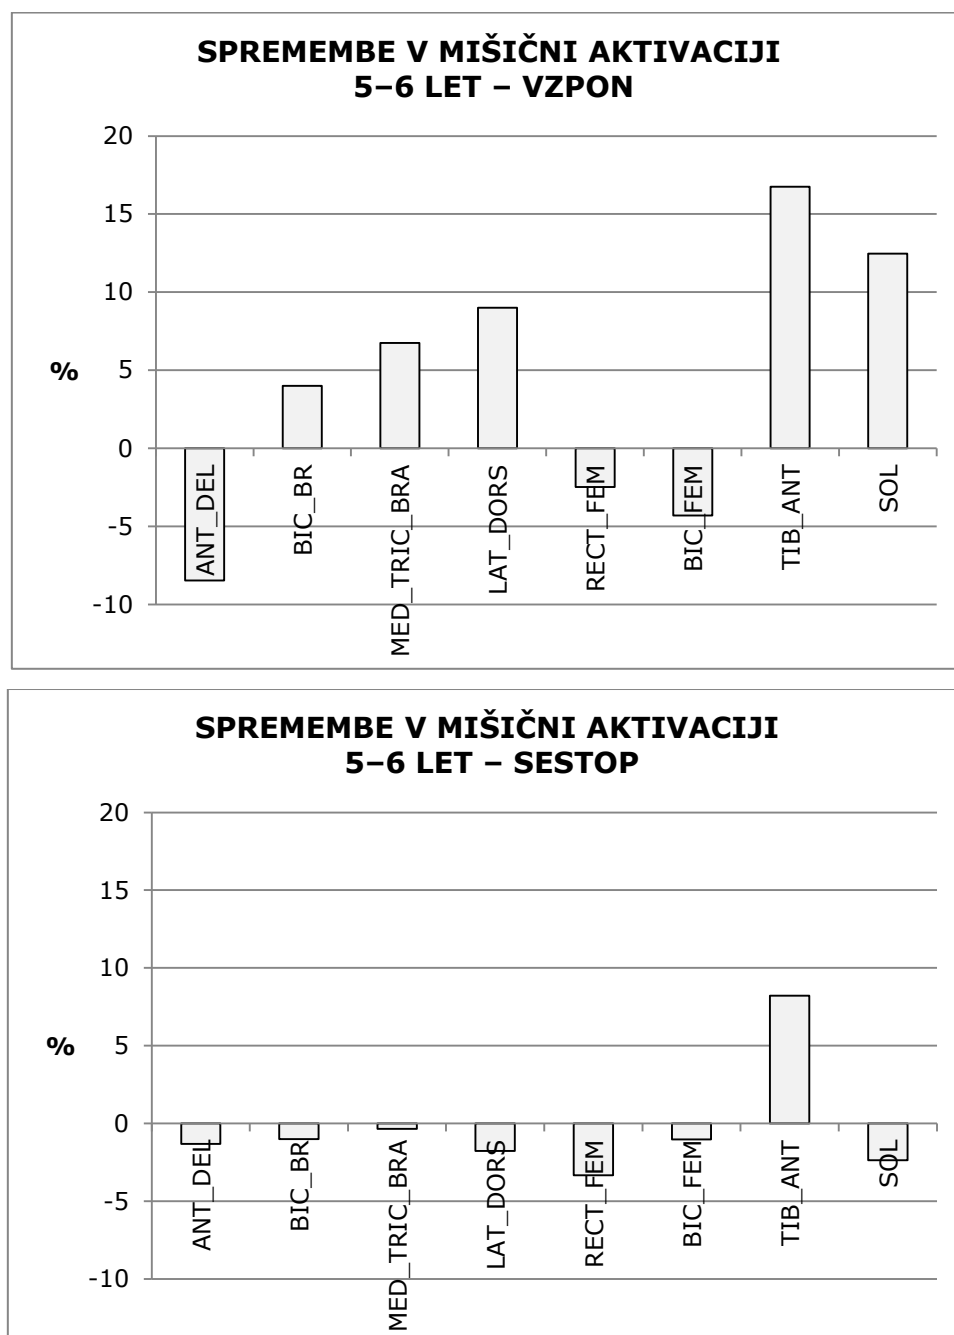 SPREMEMBE V MIŠIČNI AKTIVACIJI
5–6 LET – VZPON
20
15
10
5
0
-5
-10
%
ANT_DEL
BIC_BR
MED_TRIC_BRA
LAT_DORS
RECT_FEM
BIC_FEM
TIB_ANT
SOL
SPREMEMBE V MIŠIČNI AKTIVACIJI
5–6 LET – SESTOP
20
15
10
5
0
-5
-10
%
ANT_DEL
BIC_BR
MED_TRIC_BRA
LAT_DORS
RECT_FEM
BIC_FEM
TIB_ANT
SOL